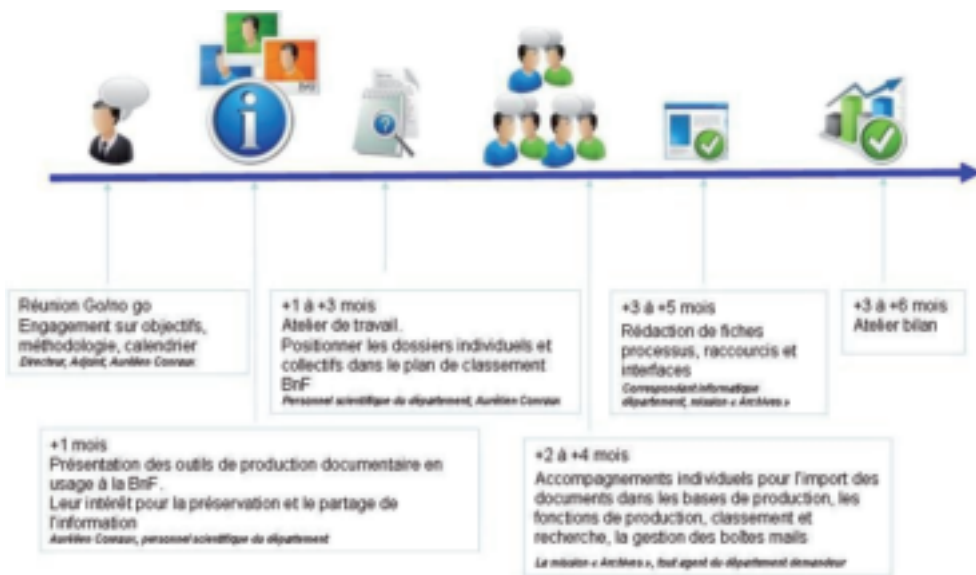 Réunion Go/no go
Engagement sur objectifs,
méthodologie, calendrier
Directeur, Adjoint, Aurélien Conraux
+1 mois
Présentation des outils de production documentaire en
usage à la BnF.
Leur intérêt pour la préservation et le partage de
l'information
Aurélien Conraux, personnel scientifique du département
+1 à +3 mois
Atelier de travail.
Positionner les dossiers individuels et
collectifs dans le plan de classement
BnF
Personnel scientifique du département, Aurélien Conraux
+2 à +4 mois
Accompagnements individuels pour l'import des
documents dans les bases de production, les
fonctions de production, classement et
recherche, la gestion des boîtes mails
La mission « Archives », tout agent du département demandeur
+3 à +5 mois
Rédaction de fiches
processus, raccourcis et
interfaces
Correspondant informatique
département, mission « Archives »
+3 à +6 mois
Atelier bilan